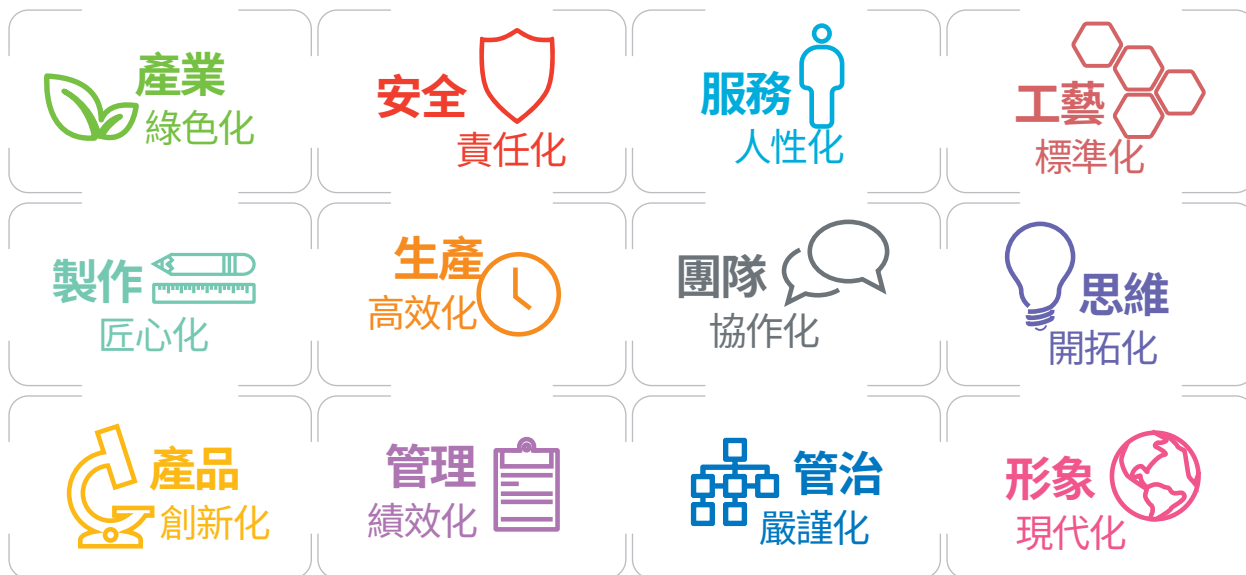 產業
綠色化
安全
責任化
服務
人性化
工藝
標準化
製作
匠心化
生產
高效化
團隊
協作化
思維
開拓化
產品
創新化
管理
績效化
管治
嚴謹化
形象
現代化